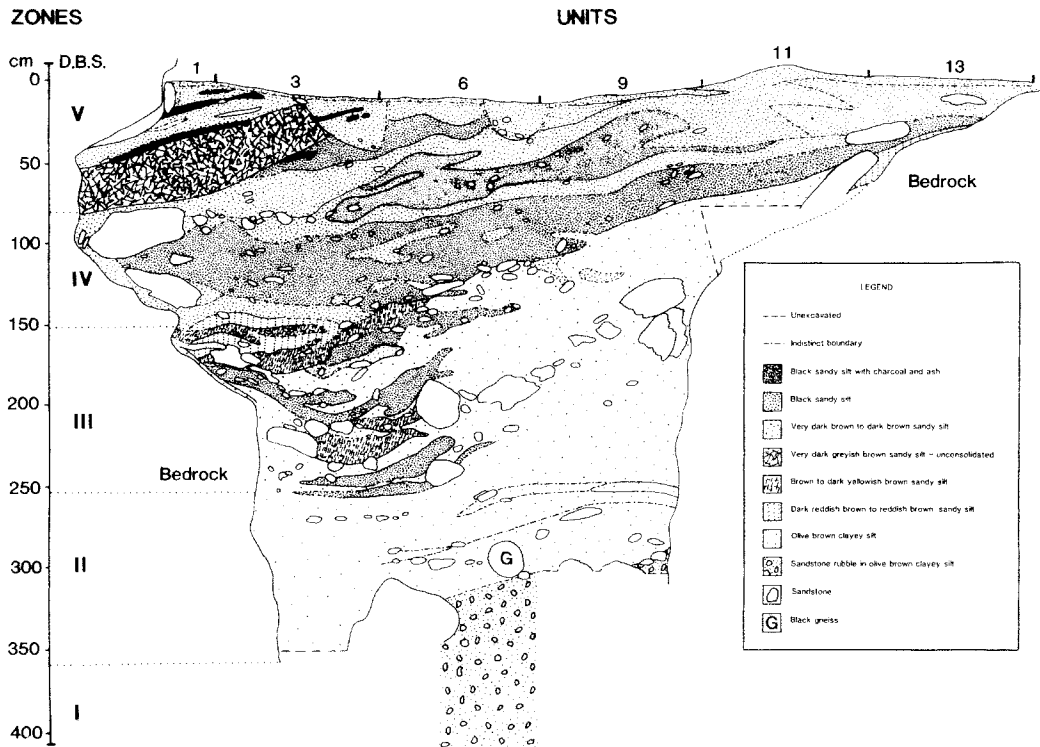 ZONES UNITS
cm D.B.S. 1 3 6 9 11 13
0
V
50
Bedrock
100
IV
150
200
III
Bedrock
250
II
300
G
350
I
400
LEGEND
Unexcavated
Indistinct boundary
Black sandy silt with charcoal and ash
Black sandy silt
Very dark brown to dark brown sandy silt
Very dark greyish brown sandy silt – unconsolidated
Brown to dark yellowish brown sandy silt
Dark reddish brown to reddish brown sandy silt
Olive brown clayey silt
Sandstone rubble in olive brown clayey silt
Sandstone
G Black gneiss